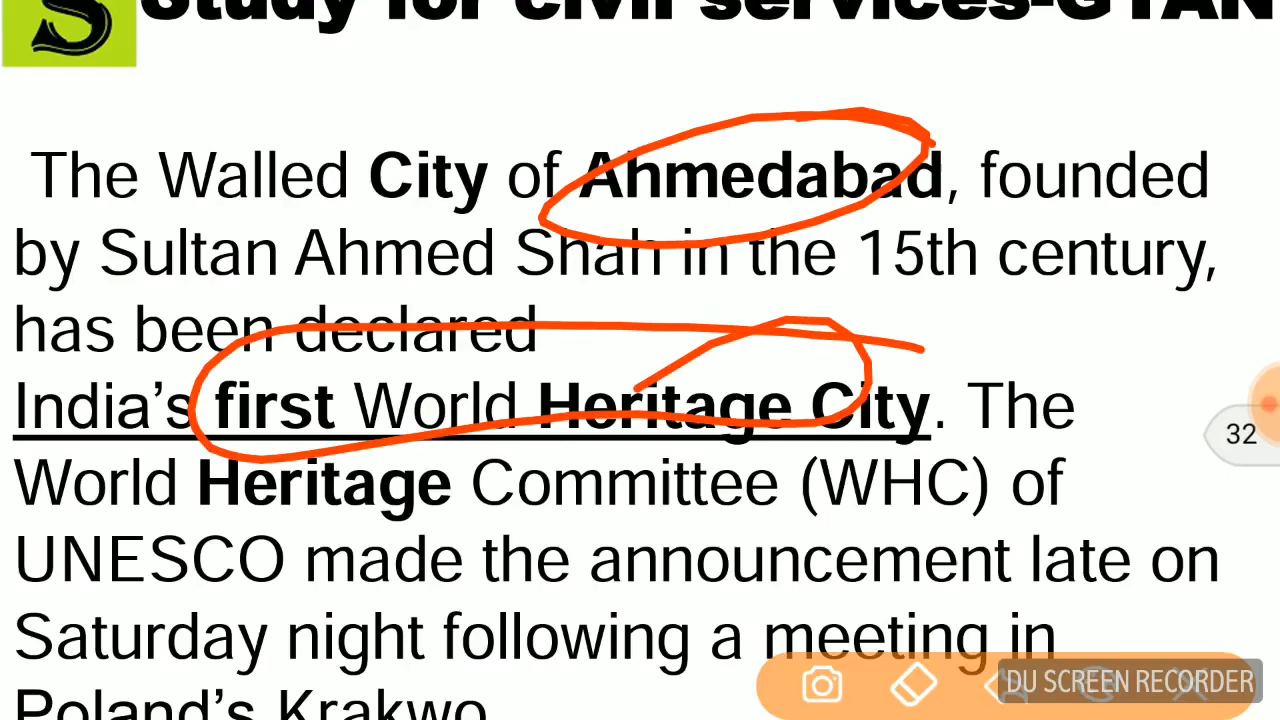 S Study for civil services-GYAN
The Walled City of Ahmedabad, founded
by Sultan Ahmed Shah in the 15th century,
has been declared
India's first World Heritage City. The
World Heritage Committee (WHC) of
UNESCO made the announcement late on
Saturday night following a meeting in
Poland's Krakwo
32
DU SCREEN RECORDER